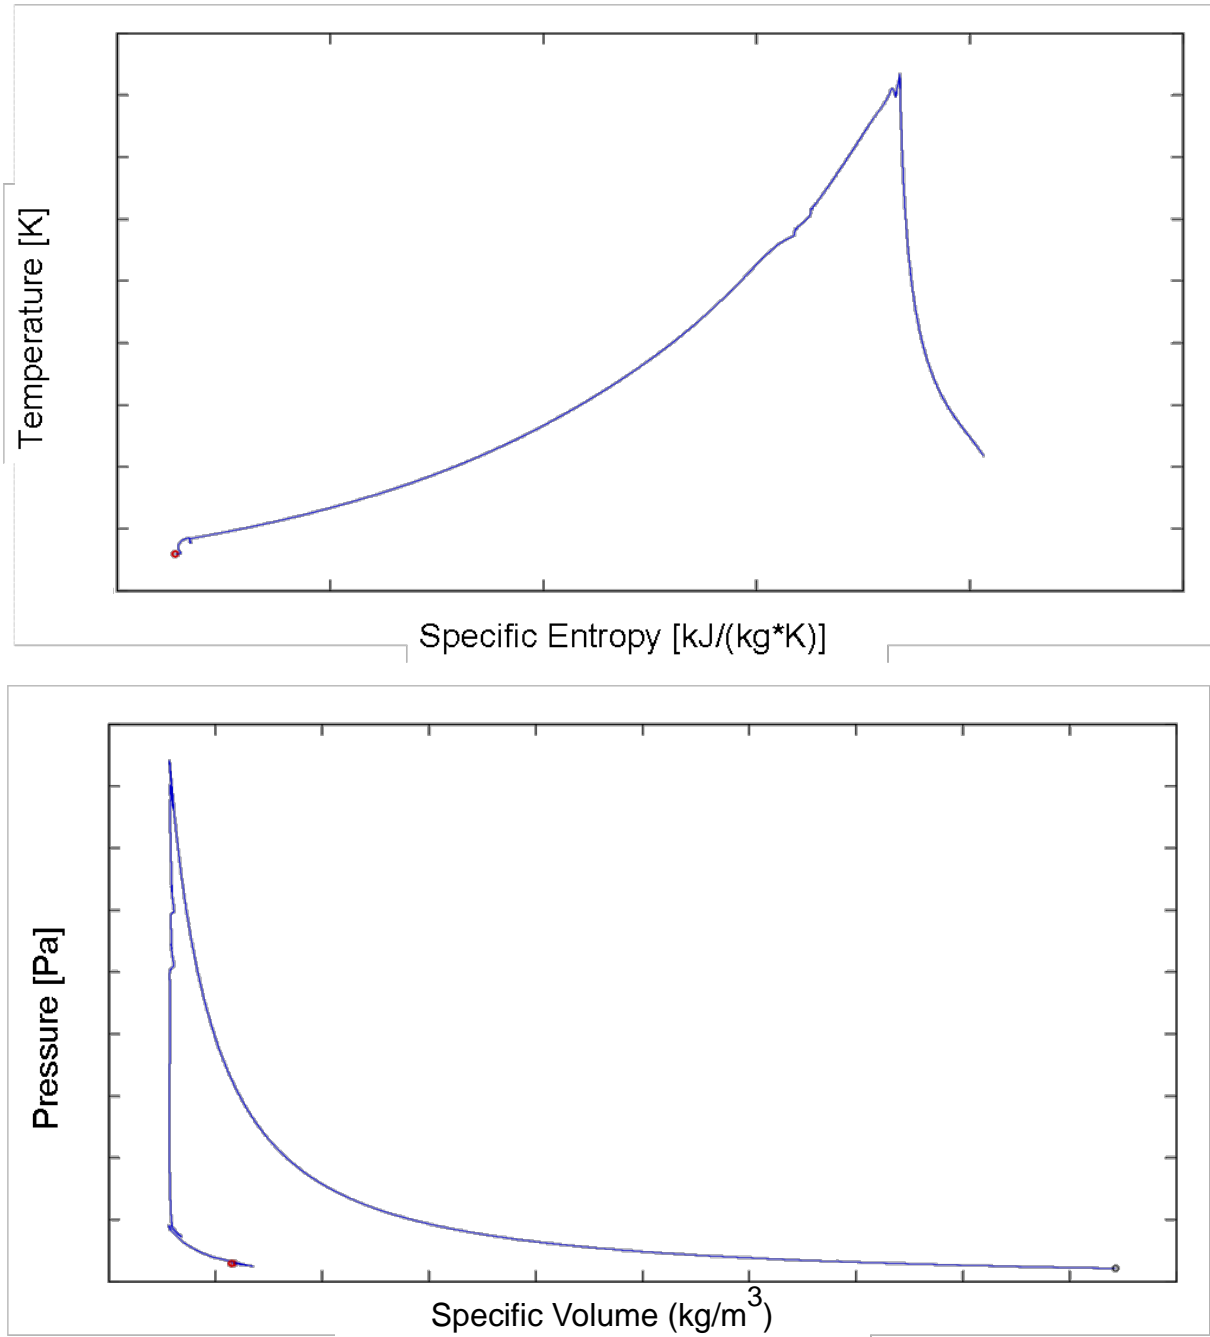 Temperature [K]
Specific Entropy [kJ/(kg*K)]
Pressure [Pa]
Specific Volume (kg/m³)